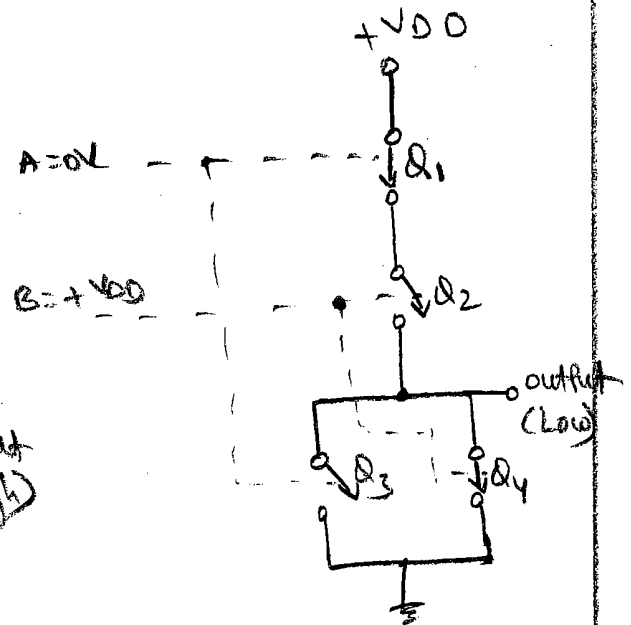 +VDD
A=0V
Q1
B=+VDD
Q2
output
(Low)
Q3
Q4